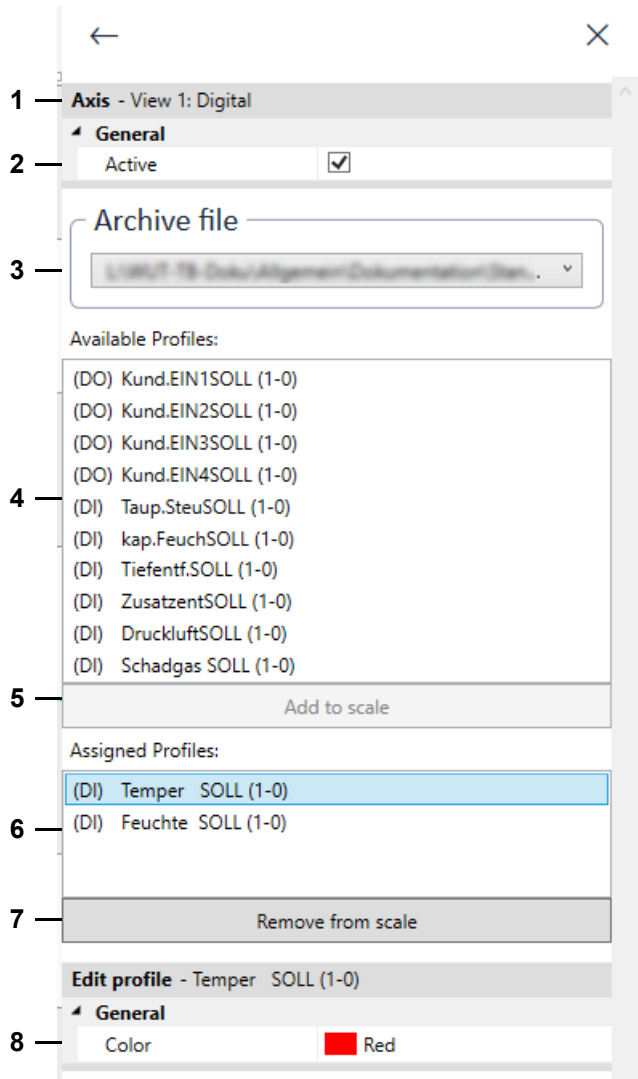 1 Axis - View 1: Digital
General
2 Active
Archive file
3
Available Profiles:
(DO) Kund.EIN1SOLL (1-0)
(DO) Kund.EIN2SOLL (1-0)
(DO) Kund.EIN3SOLL (1-0)
(DO) Kund.EIN4SOLL (1-0)
4 (DI) Taup.SteuSOLL (1-0)
(DI) kap.FeuchSOLL (1-0)
(DI) Tiefentf.SOLL (1-0)
(DI) ZusatzentSOLL (1-0)
(DI) DruckluftSOLL (1-0)
(DI) Schadgas SOLL (1-0)
5 Add to scale
Assigned Profiles:
(DI) Temper SOLL (1-0)
6 (DI) Feuchte SOLL (1-0)
7 Remove from scale
Edit profile - Temper SOLL (1-0)
General
8 Color Red